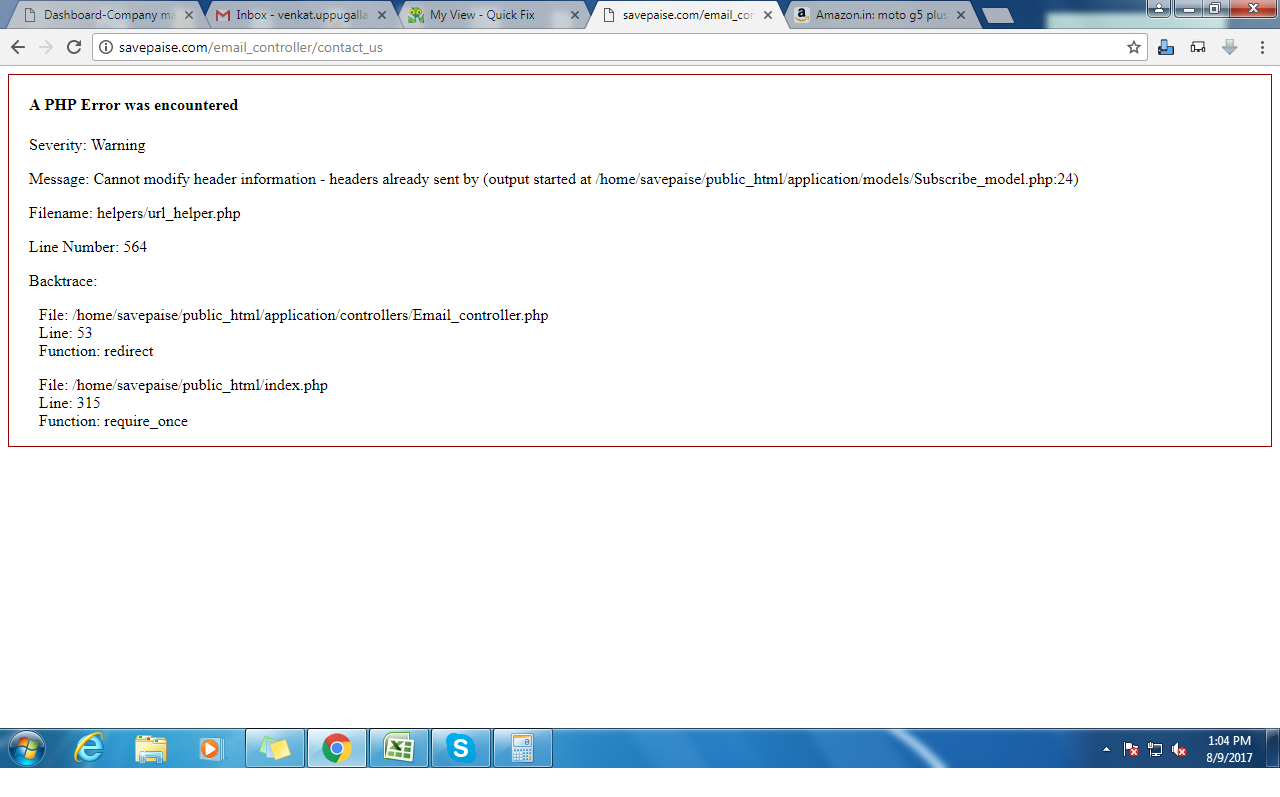 Dashboard-Company ma
Inbox - venkat.uppugalla
My View - Quick Fix
savepaise.com/email_cor
Amazon.in: moto g5 plus
savepaise.com/email_controller/contact_us
A PHP Error was encountered
Severity: Warning
Message: Cannot modify header information - headers already sent by (output started at /home/savepaise/public_html/application/models/Subscribe_model.php:24)
Filename: helpers/url_helper.php
Line Number: 564
Backtrace:
File: /home/savepaise/public_html/application/controllers/Email_controller.php
Line: 53
Function: redirect
File: /home/savepaise/public_html/index.php
Line: 315
Function: require_once
1:04 PM
8/9/2017